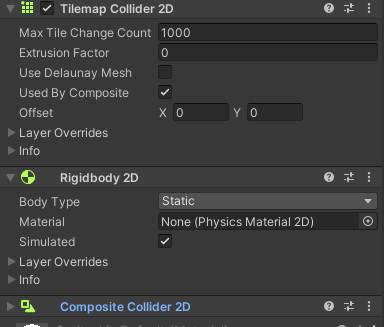 Tilemap Collider 2D
Max Tile Change Count 1000
Extrusion Factor 0
Use Delaunay Mesh
Used By Composite
Offset X 0 Y 0
Layer Overrides
Info
Rigidbody 2D
Body Type Static
Material None (Physics Material 2D)
Simulated
Layer Overrides
Info
Composite Collider 2D